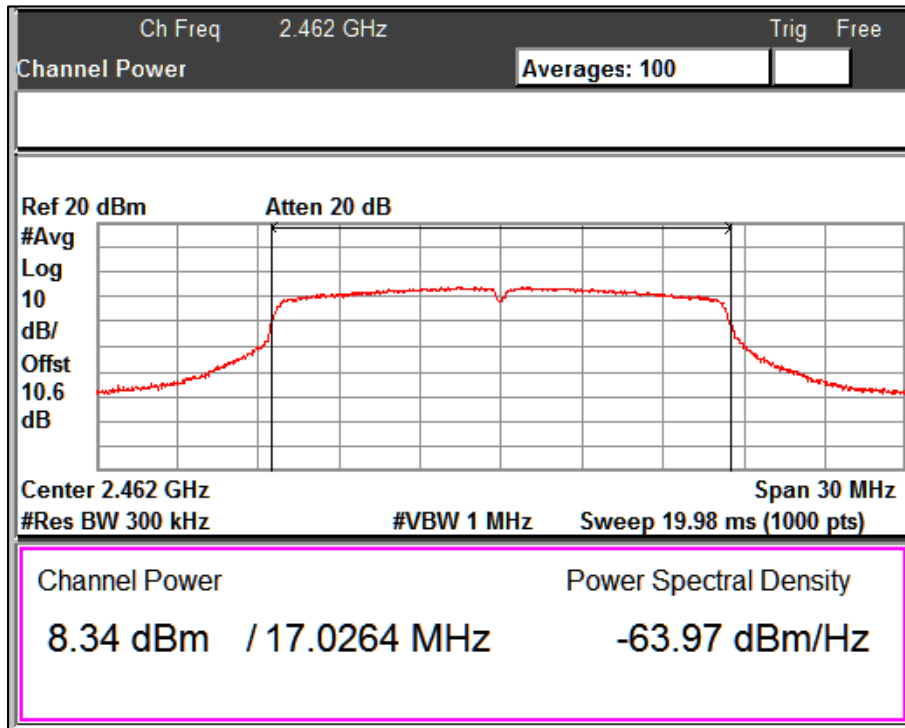 Ch Freq 2.462 GHz Trig Free
Channel Power Averages: 100
Ref 20 dBm Atten 20 dB
#Avg
Log
10
dB/
Offst
10.6
dB
Center 2.462 GHz Span 30 MHz
#Res BW 300 kHz #VBW 1 MHz Sweep 19.98 ms (1000 pts)
Channel Power Power Spectral Density
8.34 dBm / 17.0264 MHz -63.97 dBm/Hz